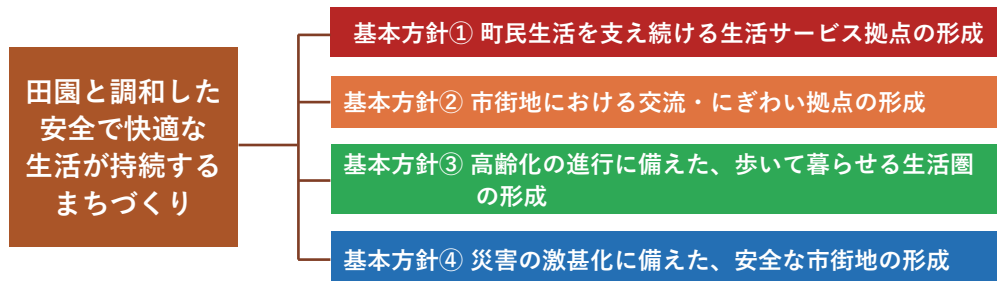 田園と調和した
安全で快適な
生活が持続する
まちづくり
基本方針① 町民生活を支え続ける生活サービス拠点の形成
基本方針② 市街地における交流・にぎわい拠点の形成
基本方針③ 高齢化の進行に備えた、歩いて暮らせる生活圏
の形成
基本方針④ 災害の激甚化に備えた、安全な市街地の形成